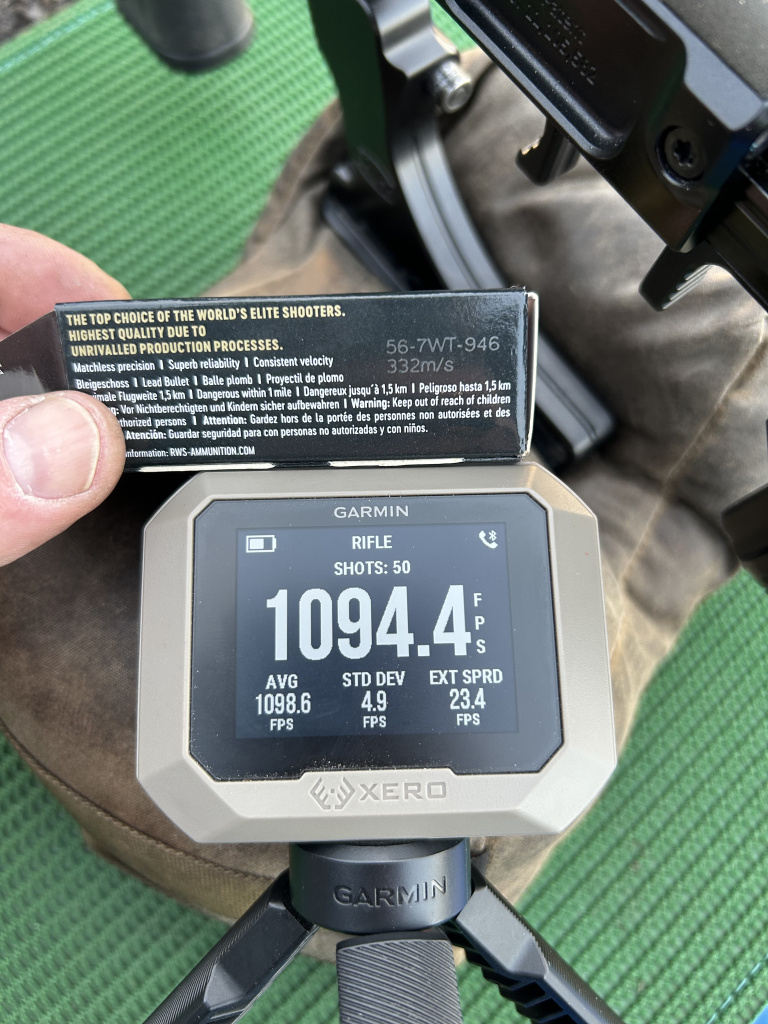 THE TOP CHOICE OF THE WORLD'S ELITE SHOOTERS.
HIGHEST QUALITY DUE TO
UNRIVALLED PRODUCTION PROCESSES.
Matchless precision I Superb reliability I Consistent velocity
56-7WT-946
332m/s
Bleigeschoss I Lead Bullet I Balle plomb I Proyectil de plomo
Flugweite 1,5 km I Dangerous within 1 mile I Dangereux jusqu'à 1,5 km I Peligroso hasta 1,5 km
Vor Nichtberechtigten und Kindern sicher aufbewahren I Warning: Keep out of reach of children
persons I Attention: Gardez hors de la portée des personnes non autorisées et des
Atención: Guardar seguridad para con personas no autorizadas y con niños.
RWS-AMMUNITION.COM
GARMIN
RIFLE
SHOTS: 50
1094.4 FPS
AVG STD DEV EXT SPRD
1098.6 4.9 23.4
FPS FPS FPS
XERO
GARMIN